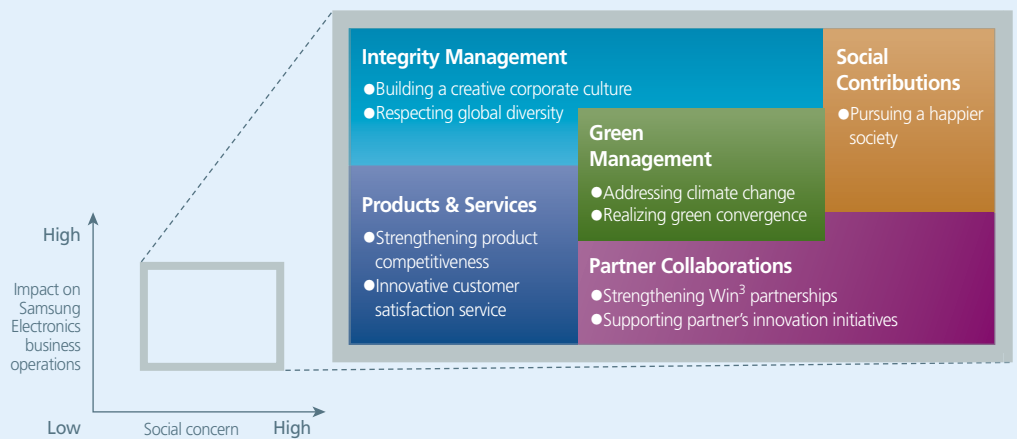 Integrity Management
●Building a creative corporate culture
●Respecting global diversity
Social
Contributions
●Pursuing a happier
society
Green
Management
●Addressing climate change
●Realizing green convergence
Products & Services
●Strengthening product
competitiveness
●Innovative customer
satisfaction service
Partner Collaborations
●Strengthening Win³ partnerships
●Supporting partner’s innovation initiatives
High
Impact on
Samsung
Electronics
business
operations
Low
Social concern
High